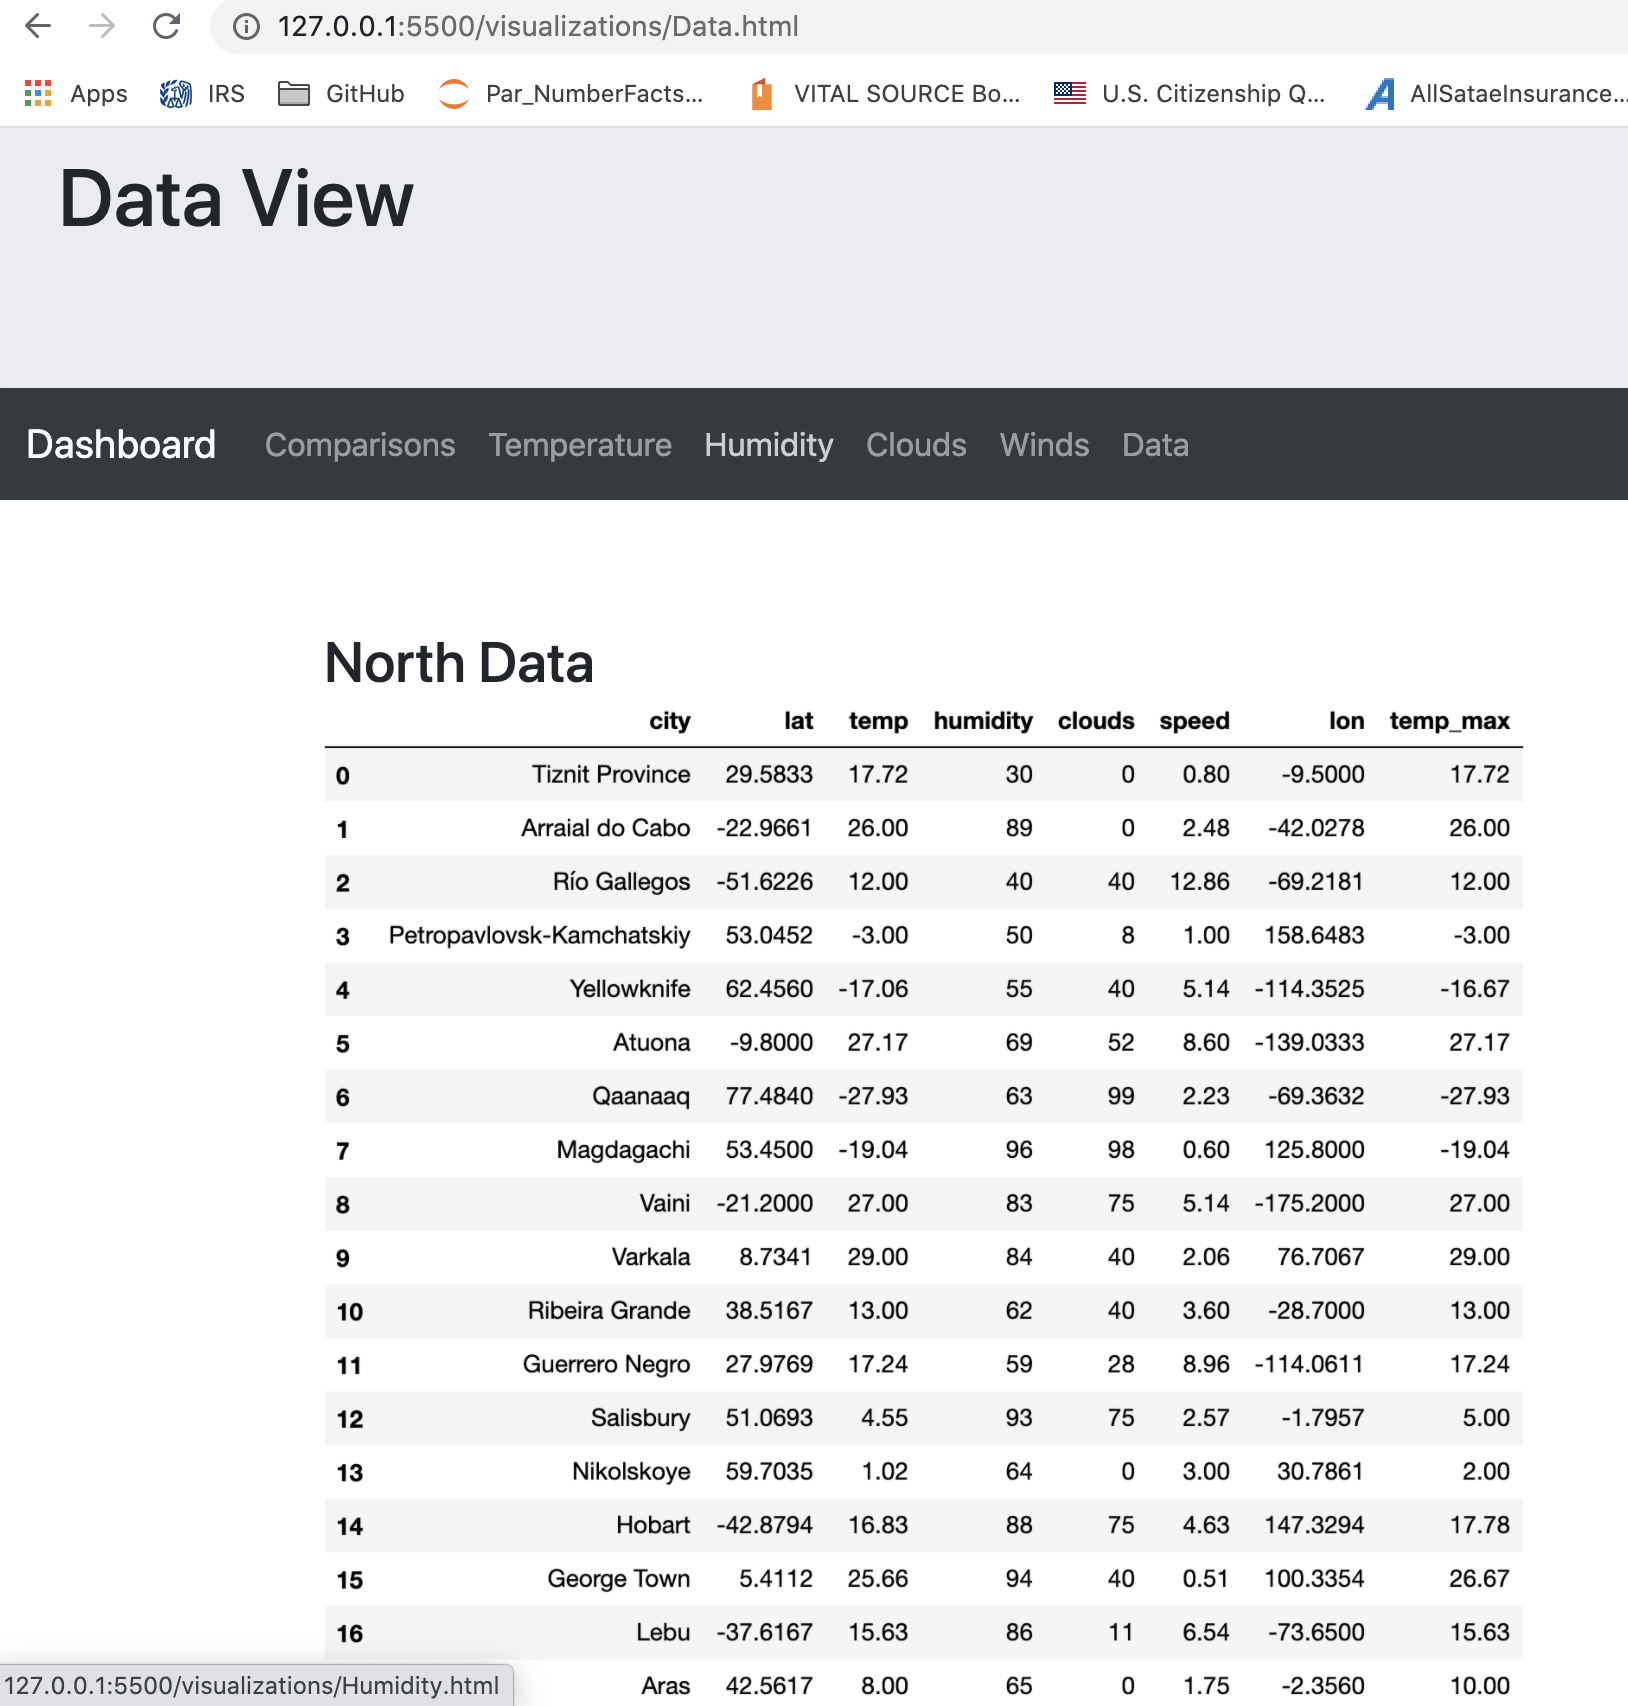 127.0.0.1:5500/visualizations/Data.html
Apps IRS GitHub Par_NumberFacts... VITAL SOURCE Bo... U.S. Citizenship Q... AllSataeInsurance...
Data View
Dashboard Comparisons Temperature Humidity Clouds Winds Data
North Data
city lat temp humidity clouds speed lon temp_max
0 Tiznit Province 29.5833 17.72 30 0 0.80 -9.5000 17.72
1 Arraial do Cabo -22.9661 26.00 89 0 2.48 -42.0278 26.00
2 Río Gallegos -51.6226 12.00 40 40 12.86 -69.2181 12.00
3 Petropavlovsk-Kamchatskiy 53.0452 -3.00 50 8 1.00 158.6483 -3.00
4 Yellowknife 62.4560 -17.06 55 40 5.14 -114.3525 -16.67
5 Atuona -9.8000 27.17 69 52 8.60 -139.0333 27.17
6 Qaanaaq 77.4840 -27.93 63 99 2.23 -69.3632 -27.93
7 Magdagachi 53.4500 -19.04 96 98 0.60 125.8000 -19.04
8 Vaini -21.2000 27.00 83 75 5.14 -175.2000 27.00
9 Varkala 8.7341 29.00 84 40 2.06 76.7067 29.00
10 Ribeira Grande 38.5167 13.00 62 40 3.60 -28.7000 13.00
11 Guerrero Negro 27.9769 17.24 59 28 8.96 -114.0611 17.24
12 Salisbury 51.0693 4.55 93 75 2.57 -1.7957 5.00
13 Nikolskoye 59.7035 1.02 64 0 3.00 30.7861 2.00
14 Hobart -42.8794 16.83 88 75 4.63 147.3294 17.78
15 George Town 5.4112 25.66 94 40 0.51 100.3354 26.67
16 Lebu -37.6167 15.63 86 11 6.54 -73.6500 15.63
Aras 42.5617 8.00 65 0 1.75 -2.3560 10.00
127.0.0.1:5500/visualizations/Humidity.html